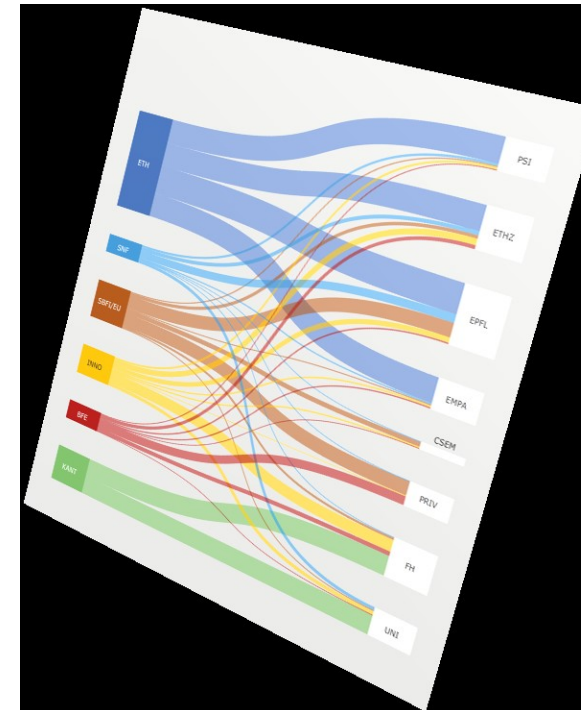 ETH
SNF
SBFI/EU
INNO
BFE
KANT
PSI
ETHZ
EPFL
EMPA
CSEM
PRIV
FH
UNI